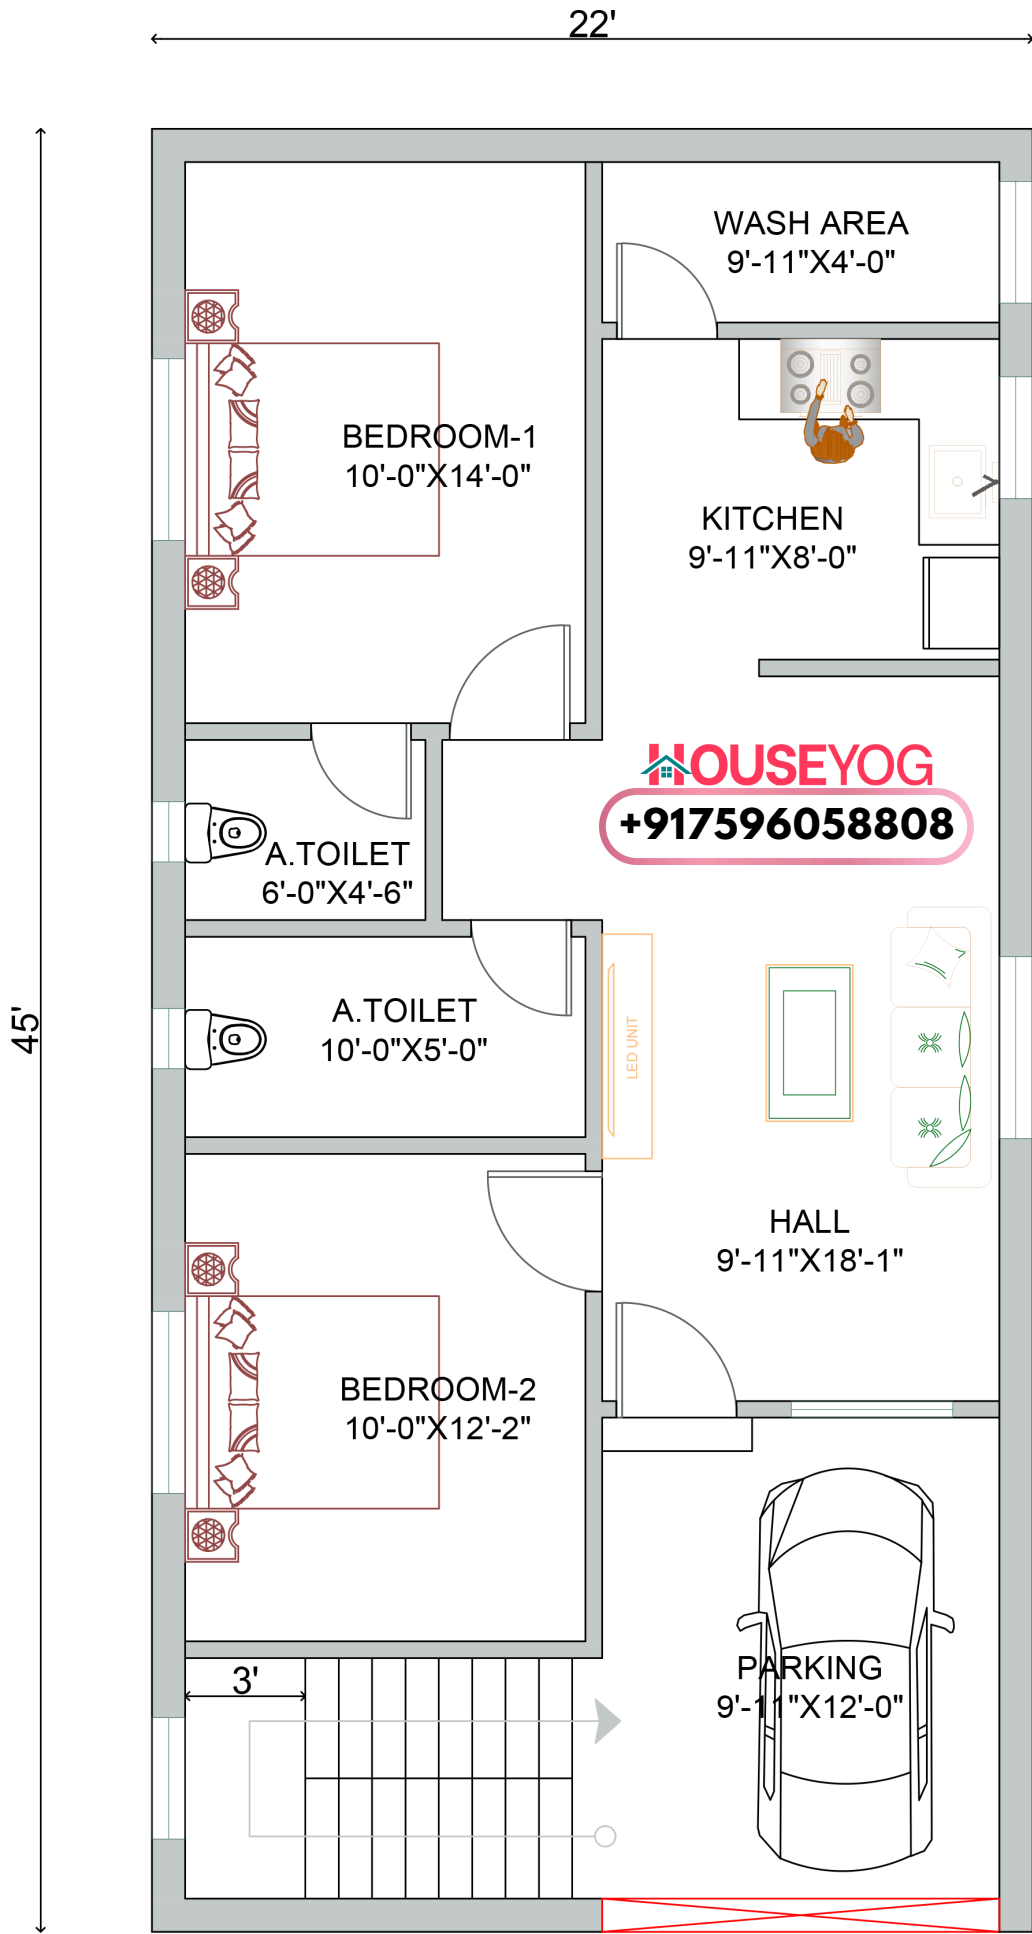 22'
WASH AREA
9'-11"X4'-0"
BEDROOM-1
10'-0"X14'-0"
KITCHEN
9'-11"X8'-0"
HOUSEYOG
+917596058808
A.TOILET
6'-0"X4'-6"
45'
A.TOILET
10'-0"X5'-0"
LED UNIT
HALL
9'-11"X18'-1"
BEDROOM-2
10'-0"X12'-2"
3'
PARKING
9'-11"X12'-0"